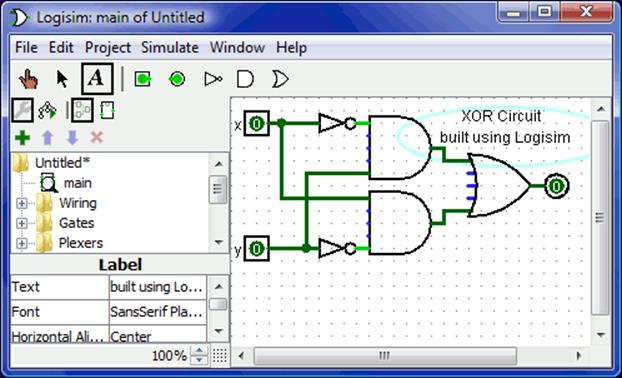 Logisim: main of Untitled
File Edit Project Simulate Window Help
A
Untitled*
main
Wiring
Gates
Plexers
Label
Text built using Lo...
Font SansSerif Pla...
Horizontal Ali... Center
100%
XOR Circuit
built using Logisim
x 0
0
y 0